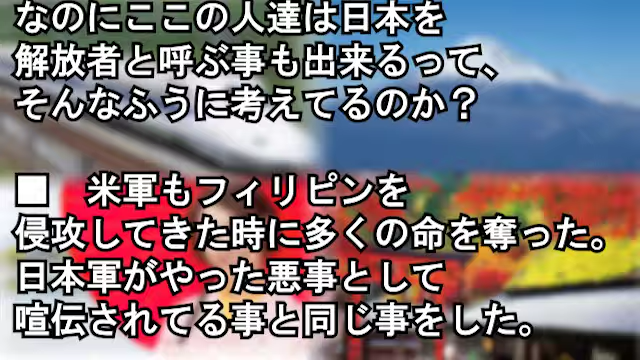 なのにここの人達は日本を
解放者と呼ぶ事も出来るって、
そんなふうに考えてるのか？
■　米軍もフィリピンを
侵攻してきた時に多くの命を奪った。
日本軍がやった悪事として
喧伝されてる事と同じ事をした。